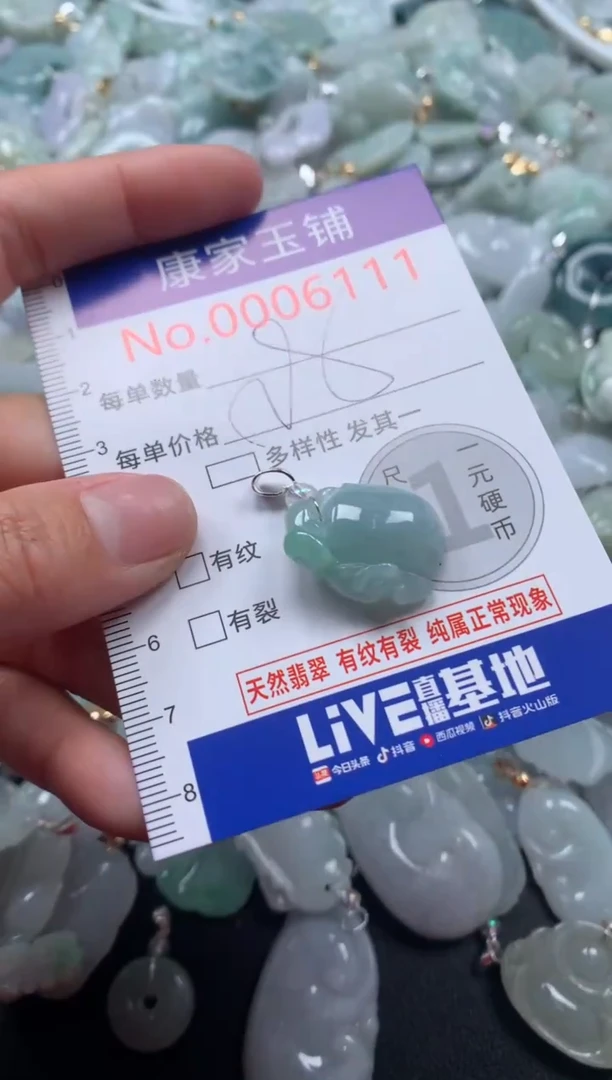 康家玉铺
No.0006111
每单数量
每单价格
多样性 发其一
尺
1
一元硬币
有纹
有裂
天然翡翠 有纹有裂 纯属正常现象
LiVE直播基地
头条 今日头条 抖音 西瓜视频 抖音火山版
0
1
2
3
6
7
8